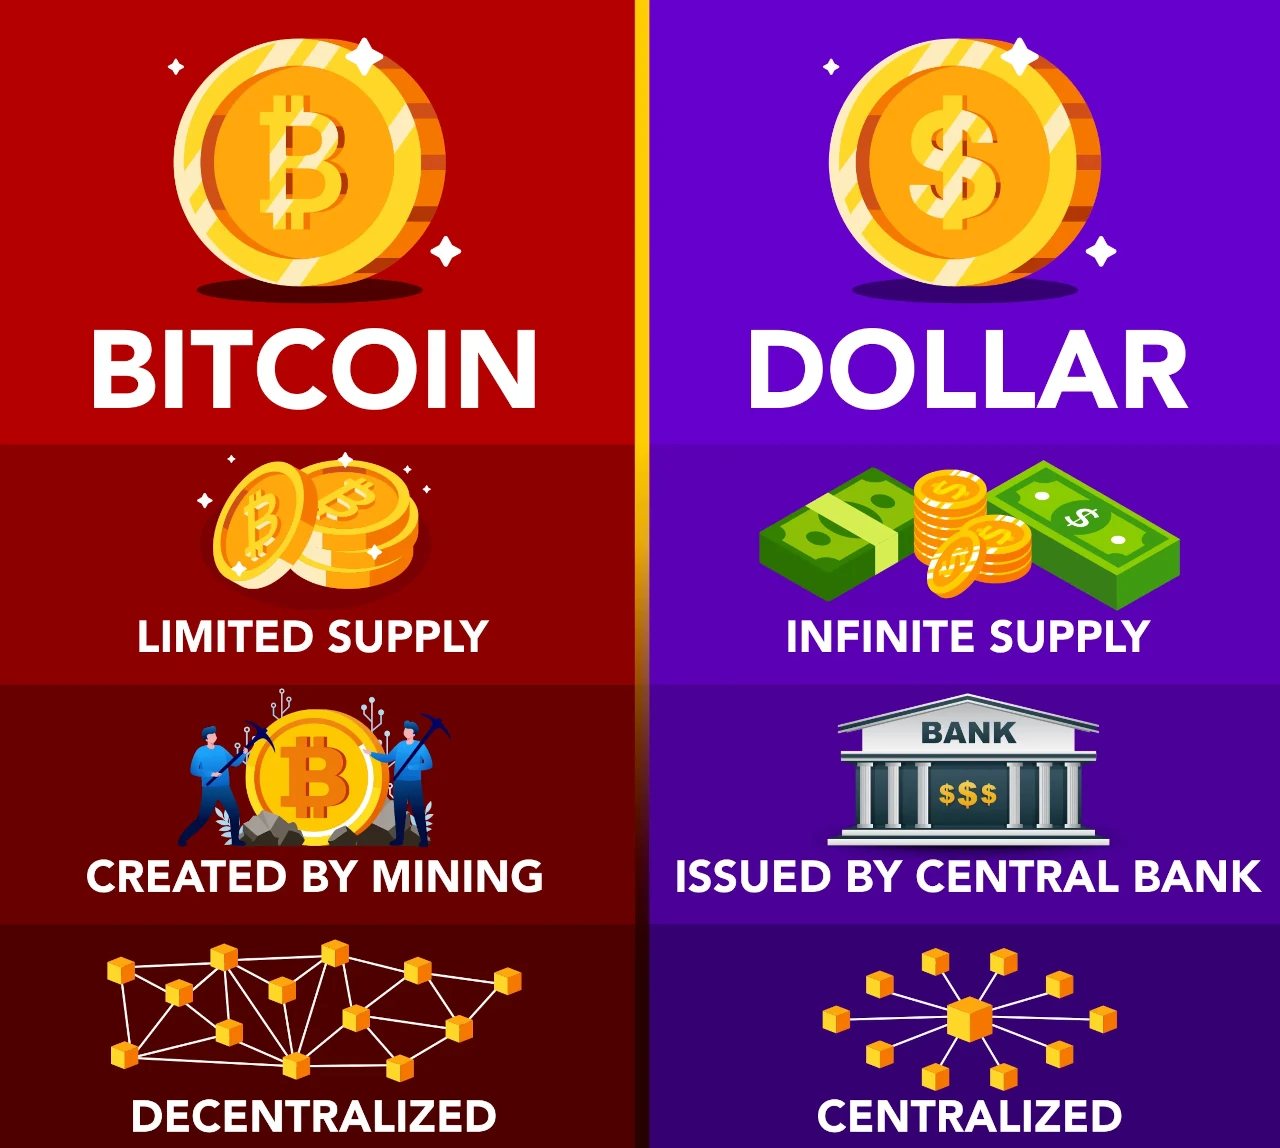 BITCOIN
LIMITED SUPPLY
CREATED BY MINING
DECENTRALIZED
DOLLAR
$
INFINITE SUPPLY
BANK
$$$
ISSUED BY CENTRAL BANK
CENTRALIZED